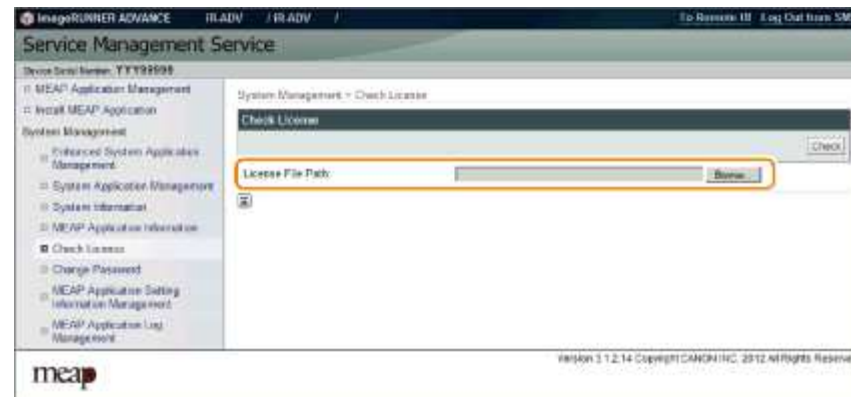 imageRUNNER ADVANCE iR-ADV / iR-ADV / To Remote UI Log Out from SM
Service Management Service
Device Serial Number: YYY99999
MEAP Application Management
Install MEAP Application
System Management
Enhanced System Application
Management
System Application Management
System Information
MEAP Application Information
Check License
Change Password
MEAP Application Setting
Information Management
MEAP Application Log
Management
System Management > Check License
Check License
Check
License File Path:
Browse...
meap
Version 3.1.2.14 Copyright CANON INC. 2012 All Rights Reserve